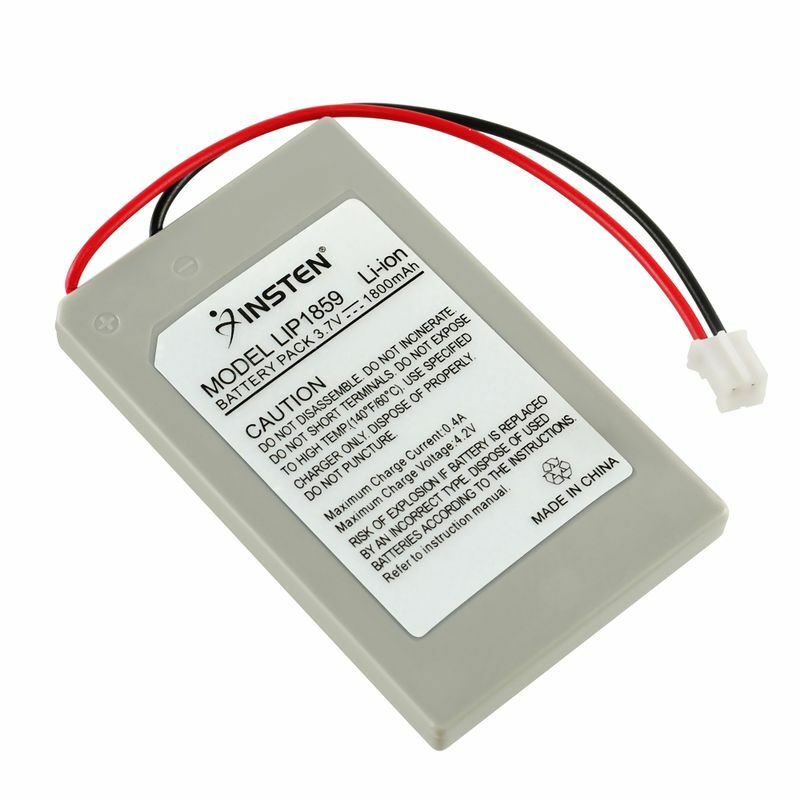 INSTEN®
MODEL LIP1859 Li-ion
BATTERY PACK 3.7V⎓1800mAh
CAUTION
DO NOT DISASSEMBLE. DO NOT INCINERATE.
DO NOT SHORT TERMINALS. DO NOT EXPOSE
TO HIGH TEMP(140°F/60°C). USE SPECIFIED
CHARGER ONLY. DISPOSE OF PROPERLY.
DO NOT PUNCTURE.
Maximum Charge Current:0.4A
Maximum Charge Voltage:4.2V
RISK OF EXPLOSION IF BATTERY IS REPLACED
BY AN INCORRECT TYPE. DISPOSE OF USED
BATTERIES ACCORDING TO THE INSTRUCTIONS.
Refer to instruction manual.
MADE IN CHINA